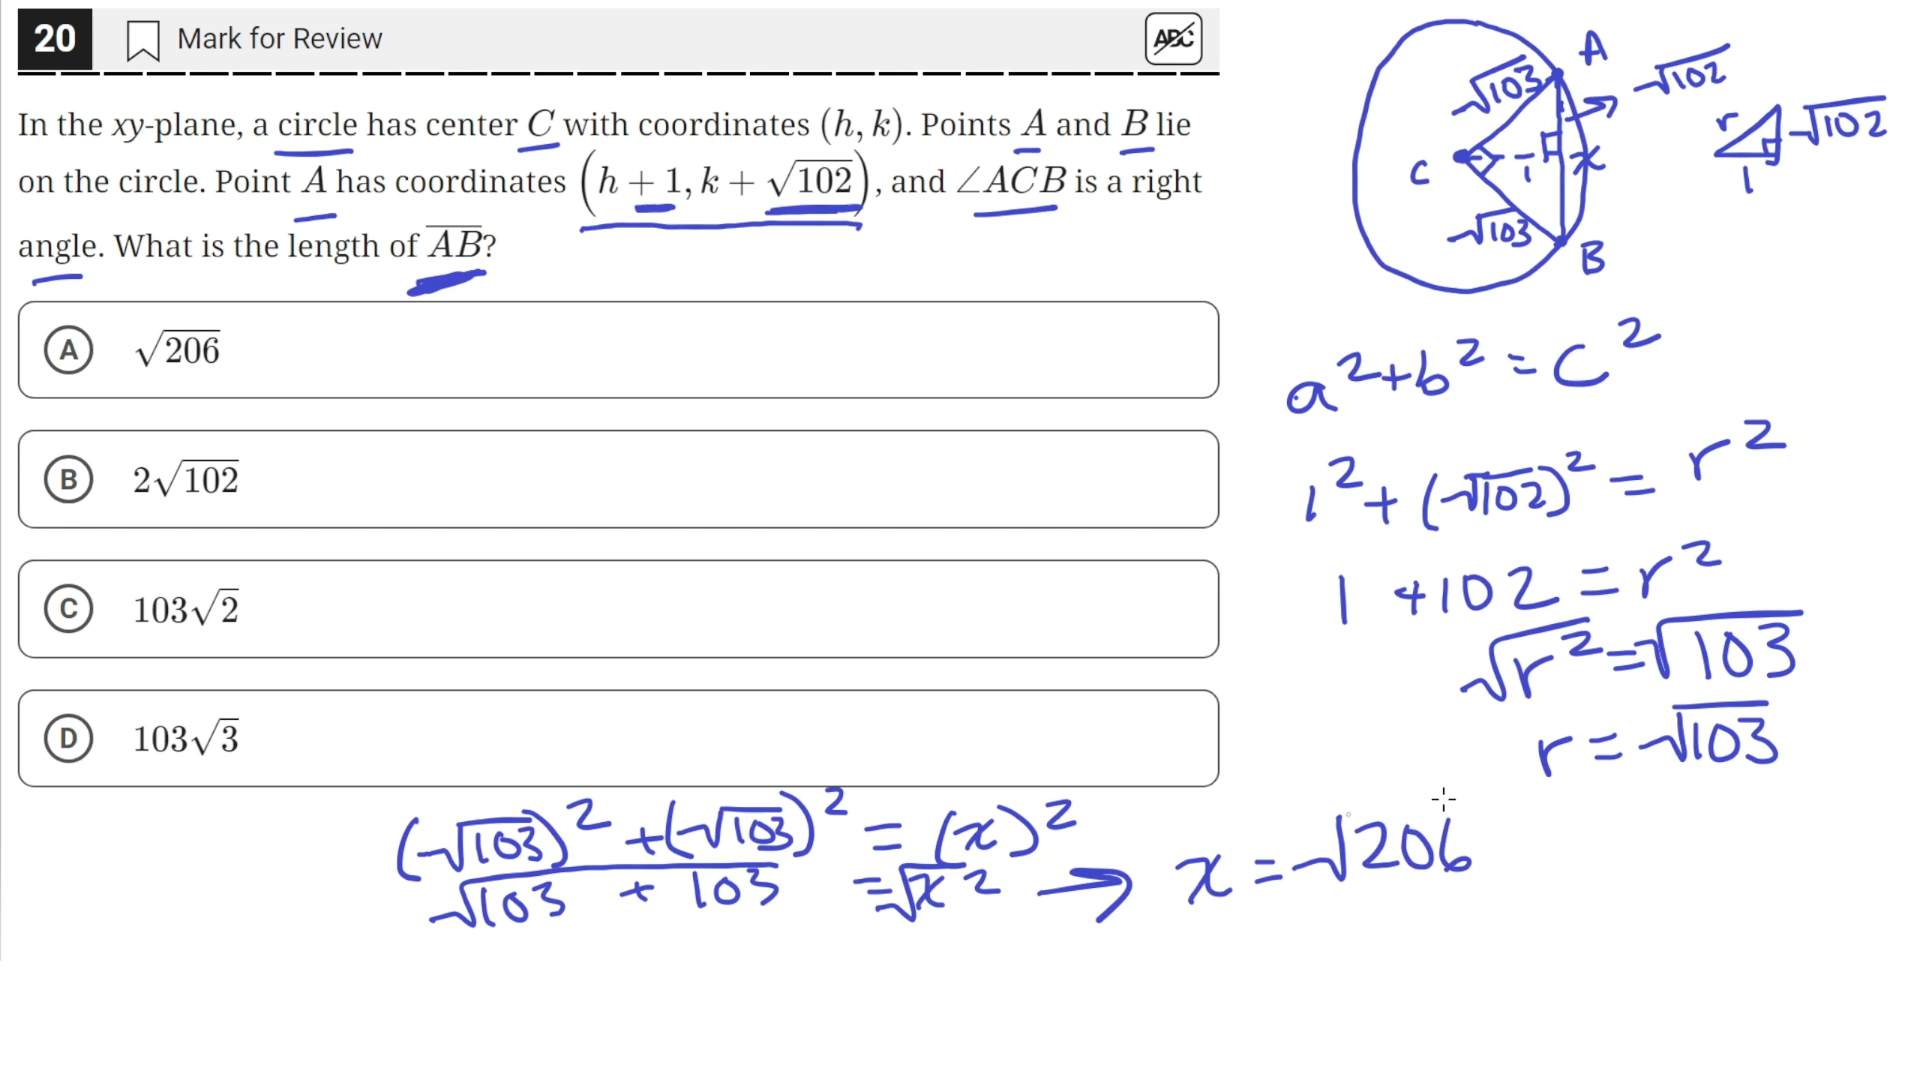 20 Mark for Review ABC
In the xy-plane, a circle has center C with coordinates (h, k). Points A and B lie
on the circle. Point A has coordinates (h + 1, k + √102), and ∠ACB is a right
angle. What is the length of AB?
A √206
B 2√102
C 103√2
D 103√3
A
√103 √102
r √102
C 1 x 1
√103
B
a² + b² = c²
1² + (√102)² = r²
1 + 102 = r²
√r² = √103
r = √103
(√103)² + (√103)² = (x)²
√103 + 103 = √x² → x = √206